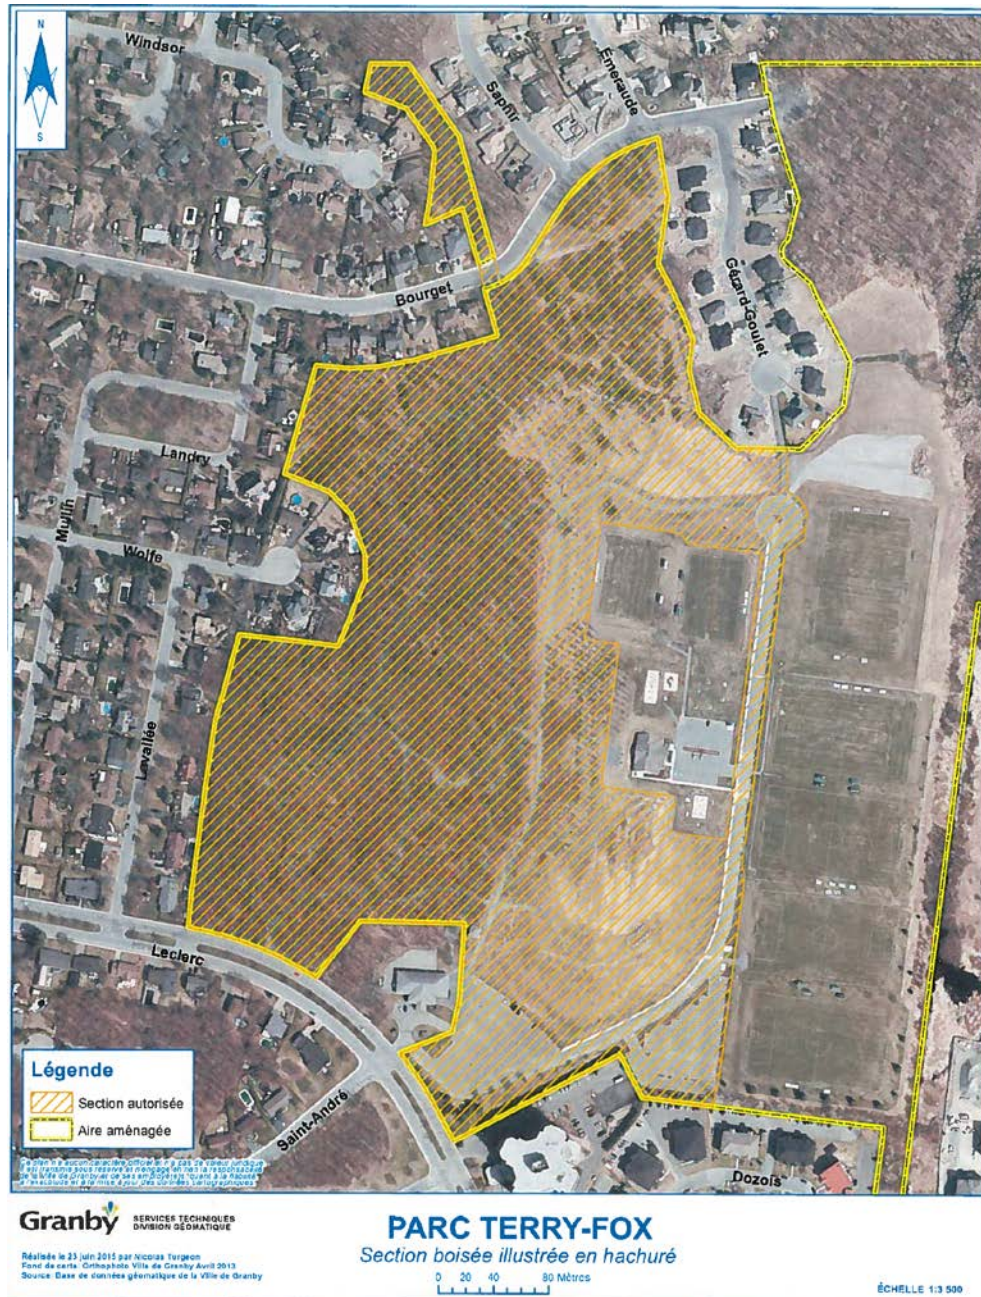 N
S
Windsor
Saphir
Émeraude
Bourget
Gérard-Goulet
Landry
Mullin
Wolfe
Lavallée
Leclerc
Saint-André
Dozois
Légende
Section autorisée
Aire aménagée
Granby
SERVICES TECHNIQUES
DIVISION GÉOMATIQUE
Réalisée le 23 juin 2015 par Nicolas Turgeon
Fond de carte: Orthophoto Ville de Granby Avril 2013
Source: Base de données géomatique de la Ville de Granby
PARC TERRY-FOX
Section boisée illustrée en hachuré
0 20 40 80 Mètres
ÉCHELLE 1:3 500